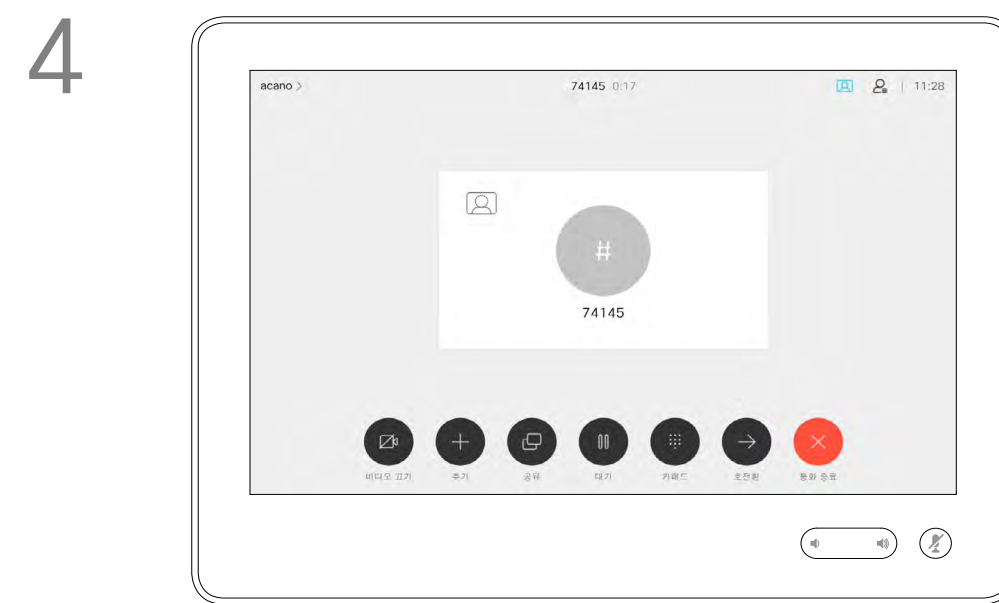 4
acano >
74145 0:17
11:28
#
74145
비디오 끄기
추가
공유
대기
키패드
호전환
통화 종료